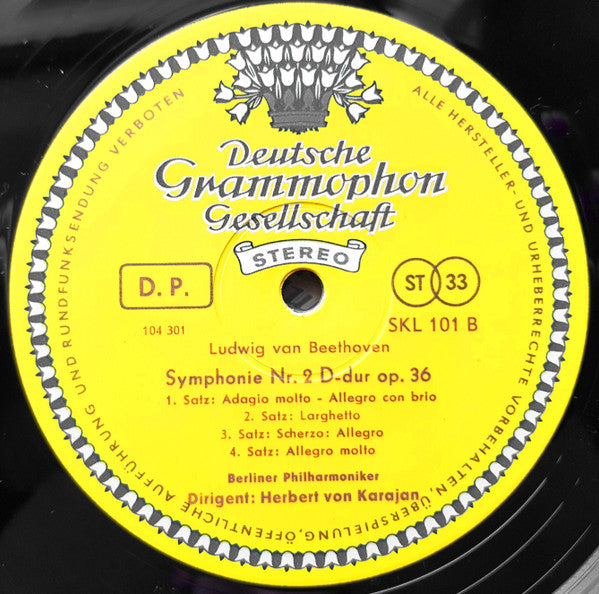 Deutsche
Grammophon
Gesellschaft
STEREO
D. P.
ST 33
104 301
SKL 101 B
Ludwig van Beethoven
Symphonie Nr. 2 D-dur op. 36
1. Satz: Adagio molto - Allegro con brio
2. Satz: Larghetto
3. Satz: Scherzo: Allegro
4. Satz: Allegro molto
Berliner Philharmoniker
Dirigent: Herbert von Karajan
ALLE HERSTELLER- UND URHEBERRECHTE VORBEHALTEN, ÜBERSPIELUNG, ÖFFENTLICHE AUFFÜHRUNG UND RUNDFUNKSENDUNG VERBOTEN